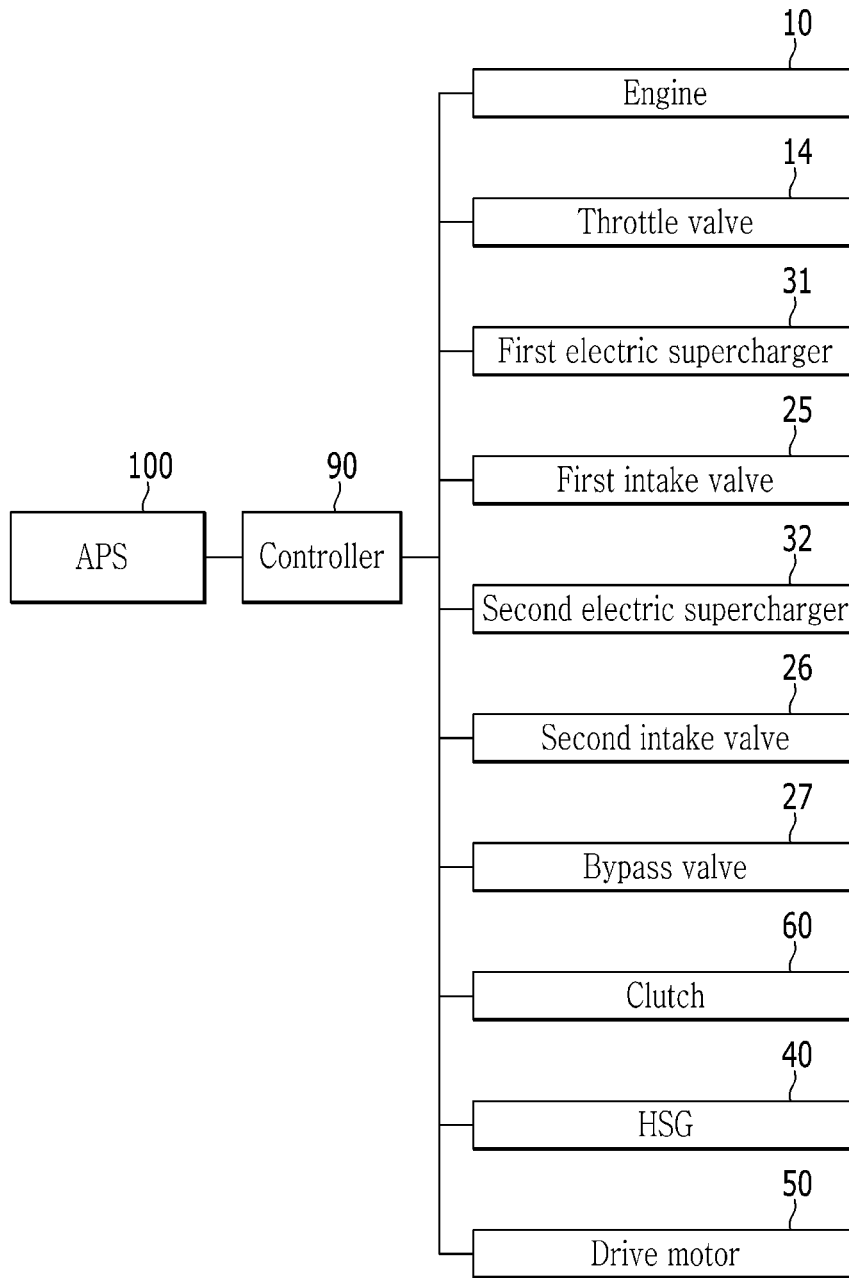 10
Engine
14
Throttle valve
31
First electric supercharger
25
First intake valve
100
APS
90
Controller
32
Second electric supercharger
26
Second intake valve
27
Bypass valve
60
Clutch
40
HSG
50
Drive motor